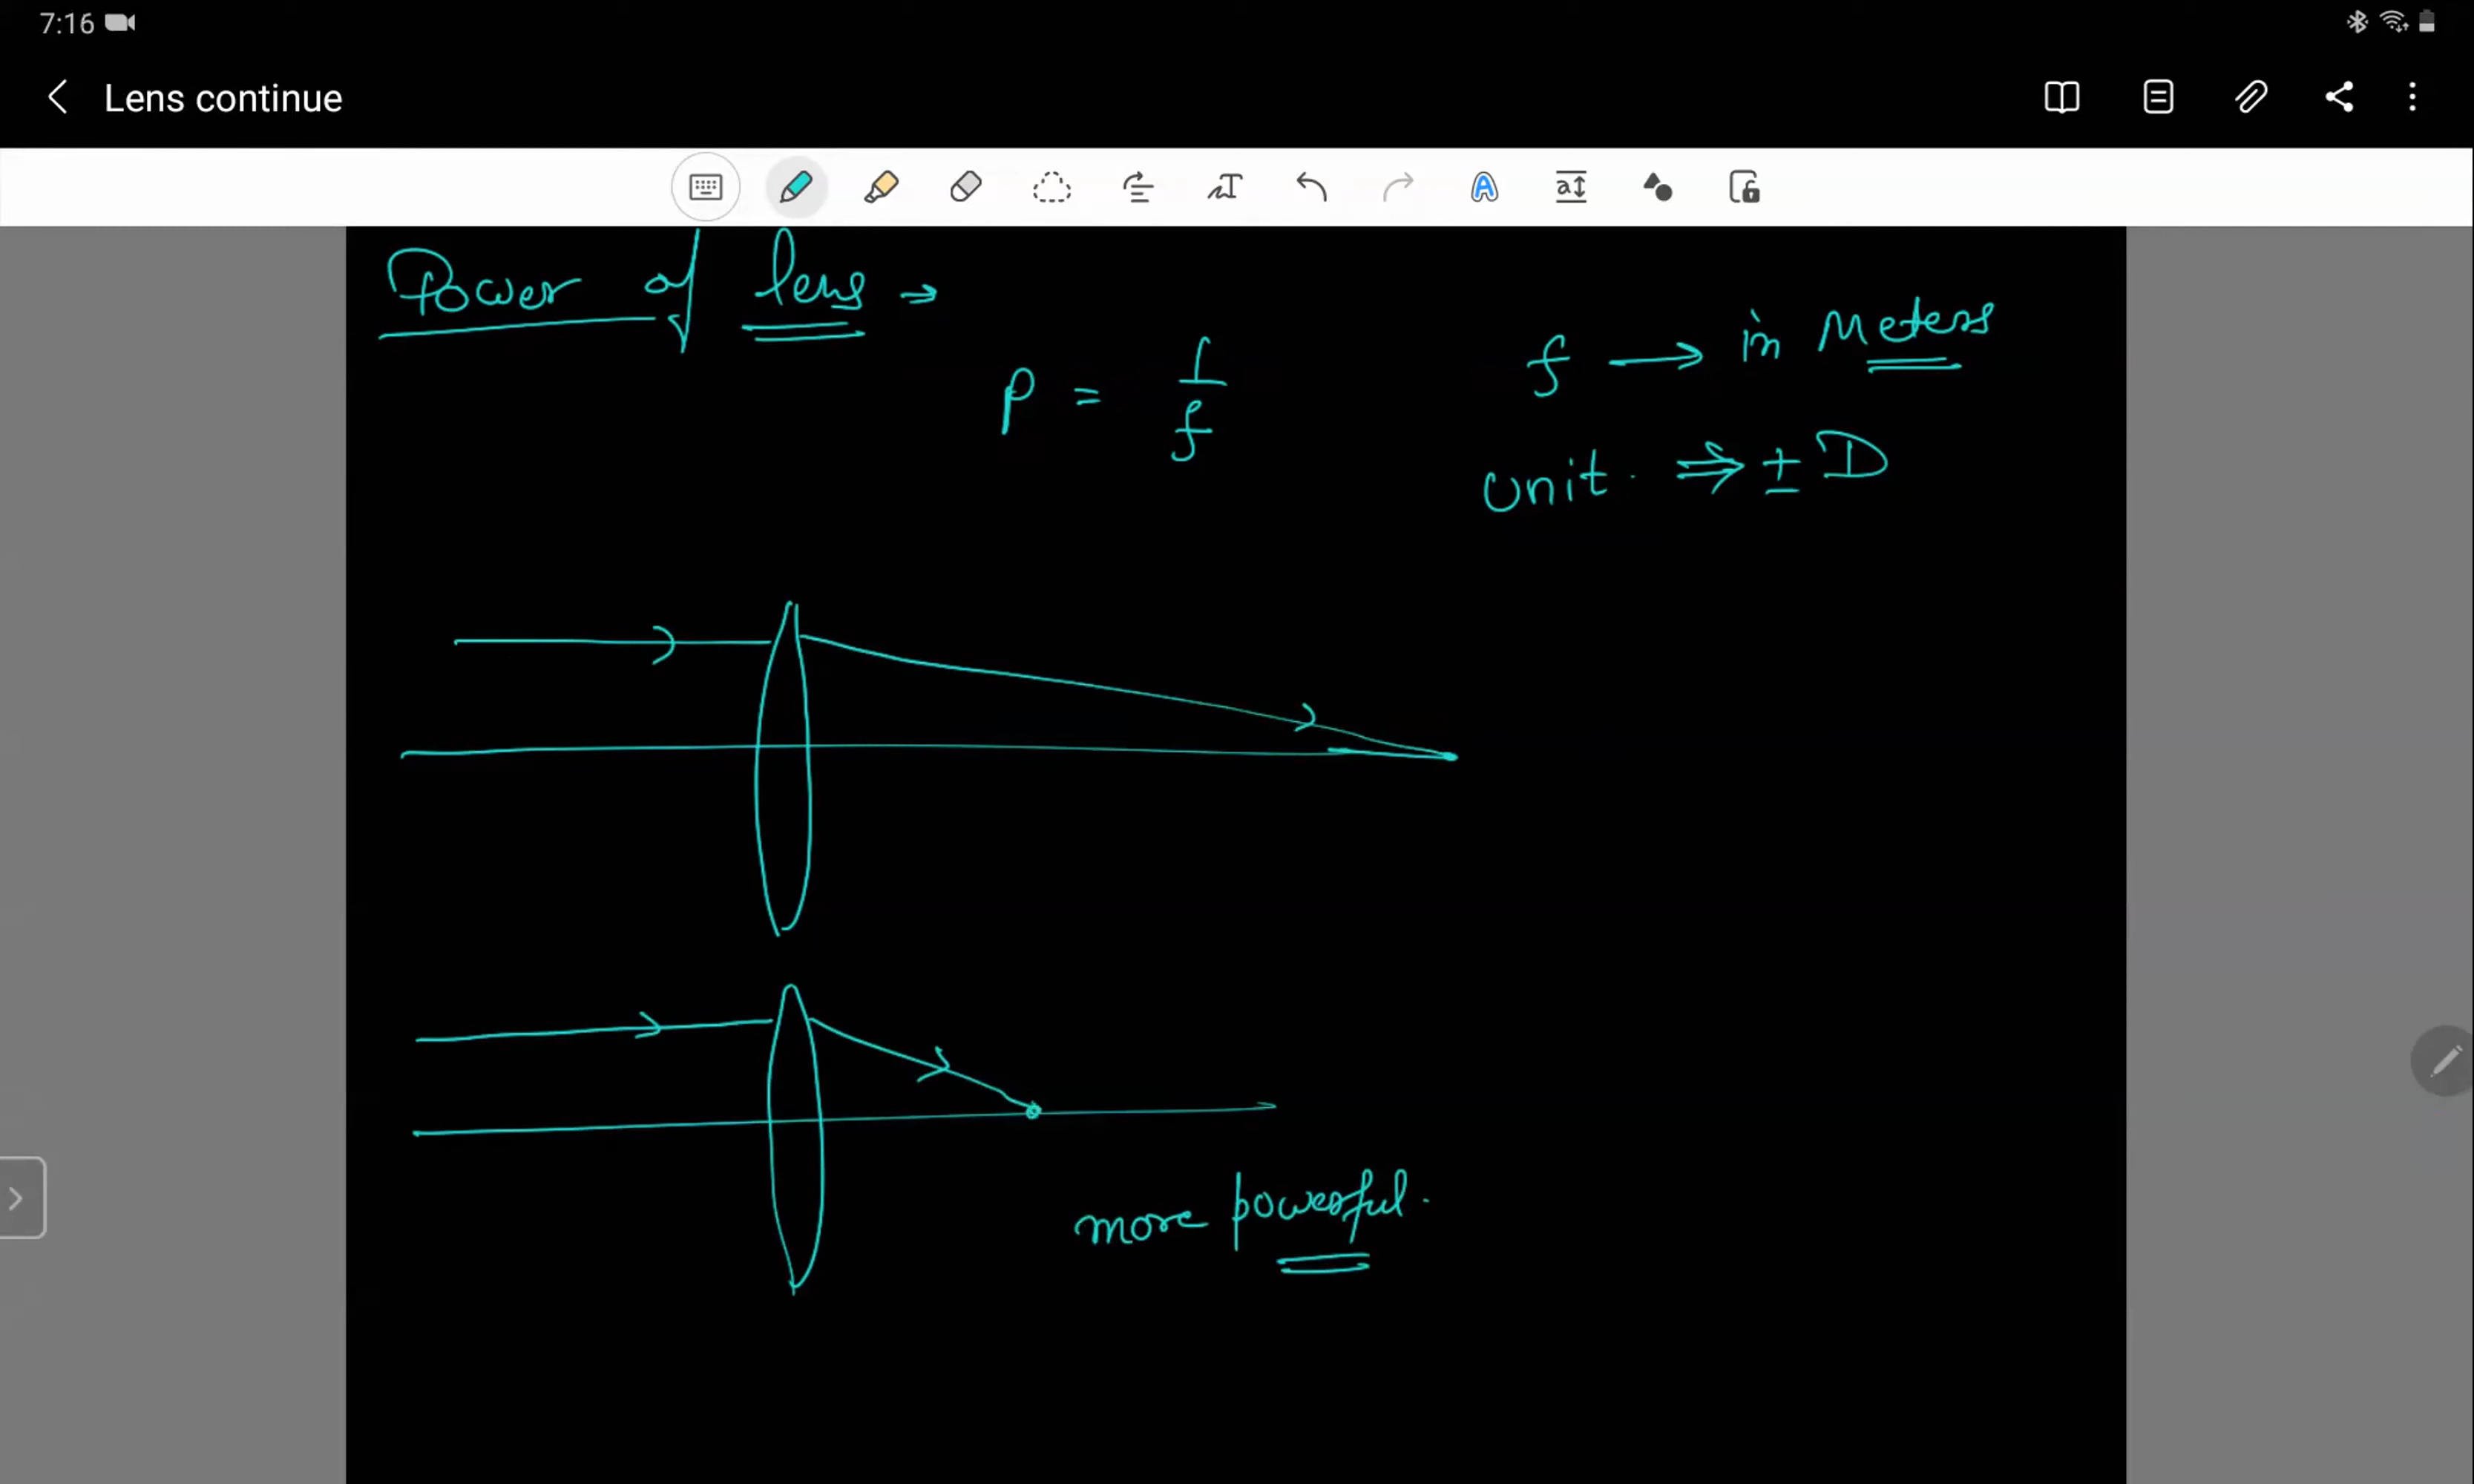 7:16
Lens continue
Power of lens ⇒
P = 1/f
f → in Meters
unit. ⇒ ± D
more powerful.